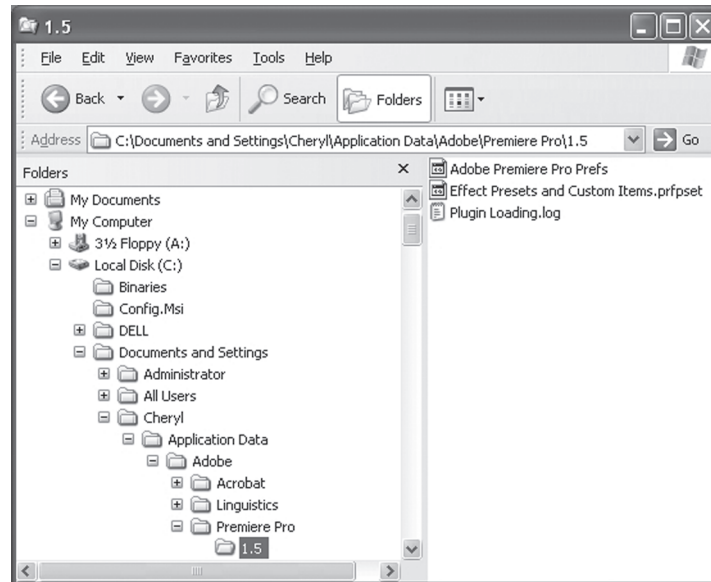 1.5
File Edit View Favorites Tools Help
Back Search Folders
Address C:\Documents and Settings\Cheryl\Application Data\Adobe\Premiere Pro\1.5 Go
Folders
My Documents
My Computer
3½ Floppy (A:)
Local Disk (C:)
Binaries
Config.Msi
DELL
Documents and Settings
Administrator
All Users
Cheryl
Application Data
Adobe
Acrobat
Linguistics
Premiere Pro
1.5
Adobe Premiere Pro Prefs
Effect Presets and Custom Items.prfpset
Plugin Loading.log